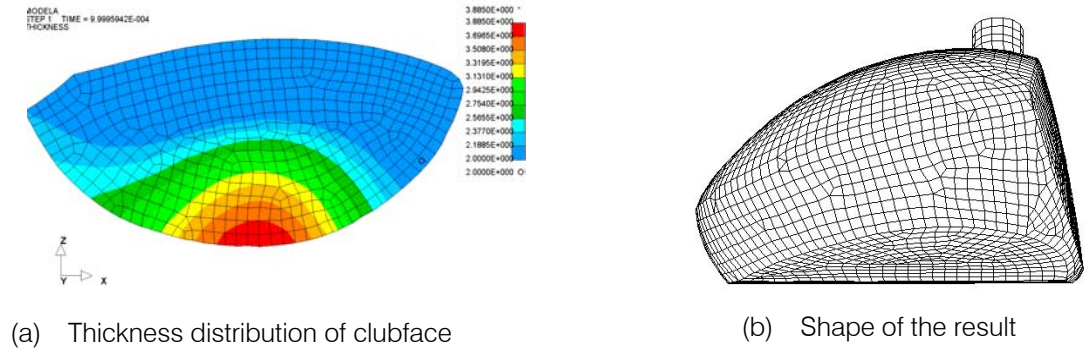 MODELA
STEP 1 TIME = 9.9995942E-004
THICKNESS
3.8850E+000 *
3.8850E+000
3.6965E+000
3.5080E+000
3.3195E+000
3.1310E+000
2.9425E+000
2.7540E+000
2.5655E+000
2.3770E+000
2.1885E+000
2.0000E+000
2.0000E+000 O
Z
Y X
(a) Thickness distribution of clubface
(b) Shape of the result